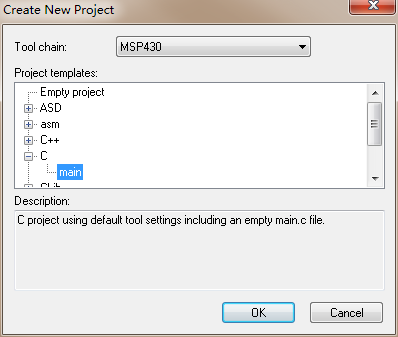 Create New Project
Tool chain:
MSP430
Project templates:
Empty project
ASD
asm
C++
C
main
Description:
C project using default tool settings including an empty main.c file.
OK
Cancel